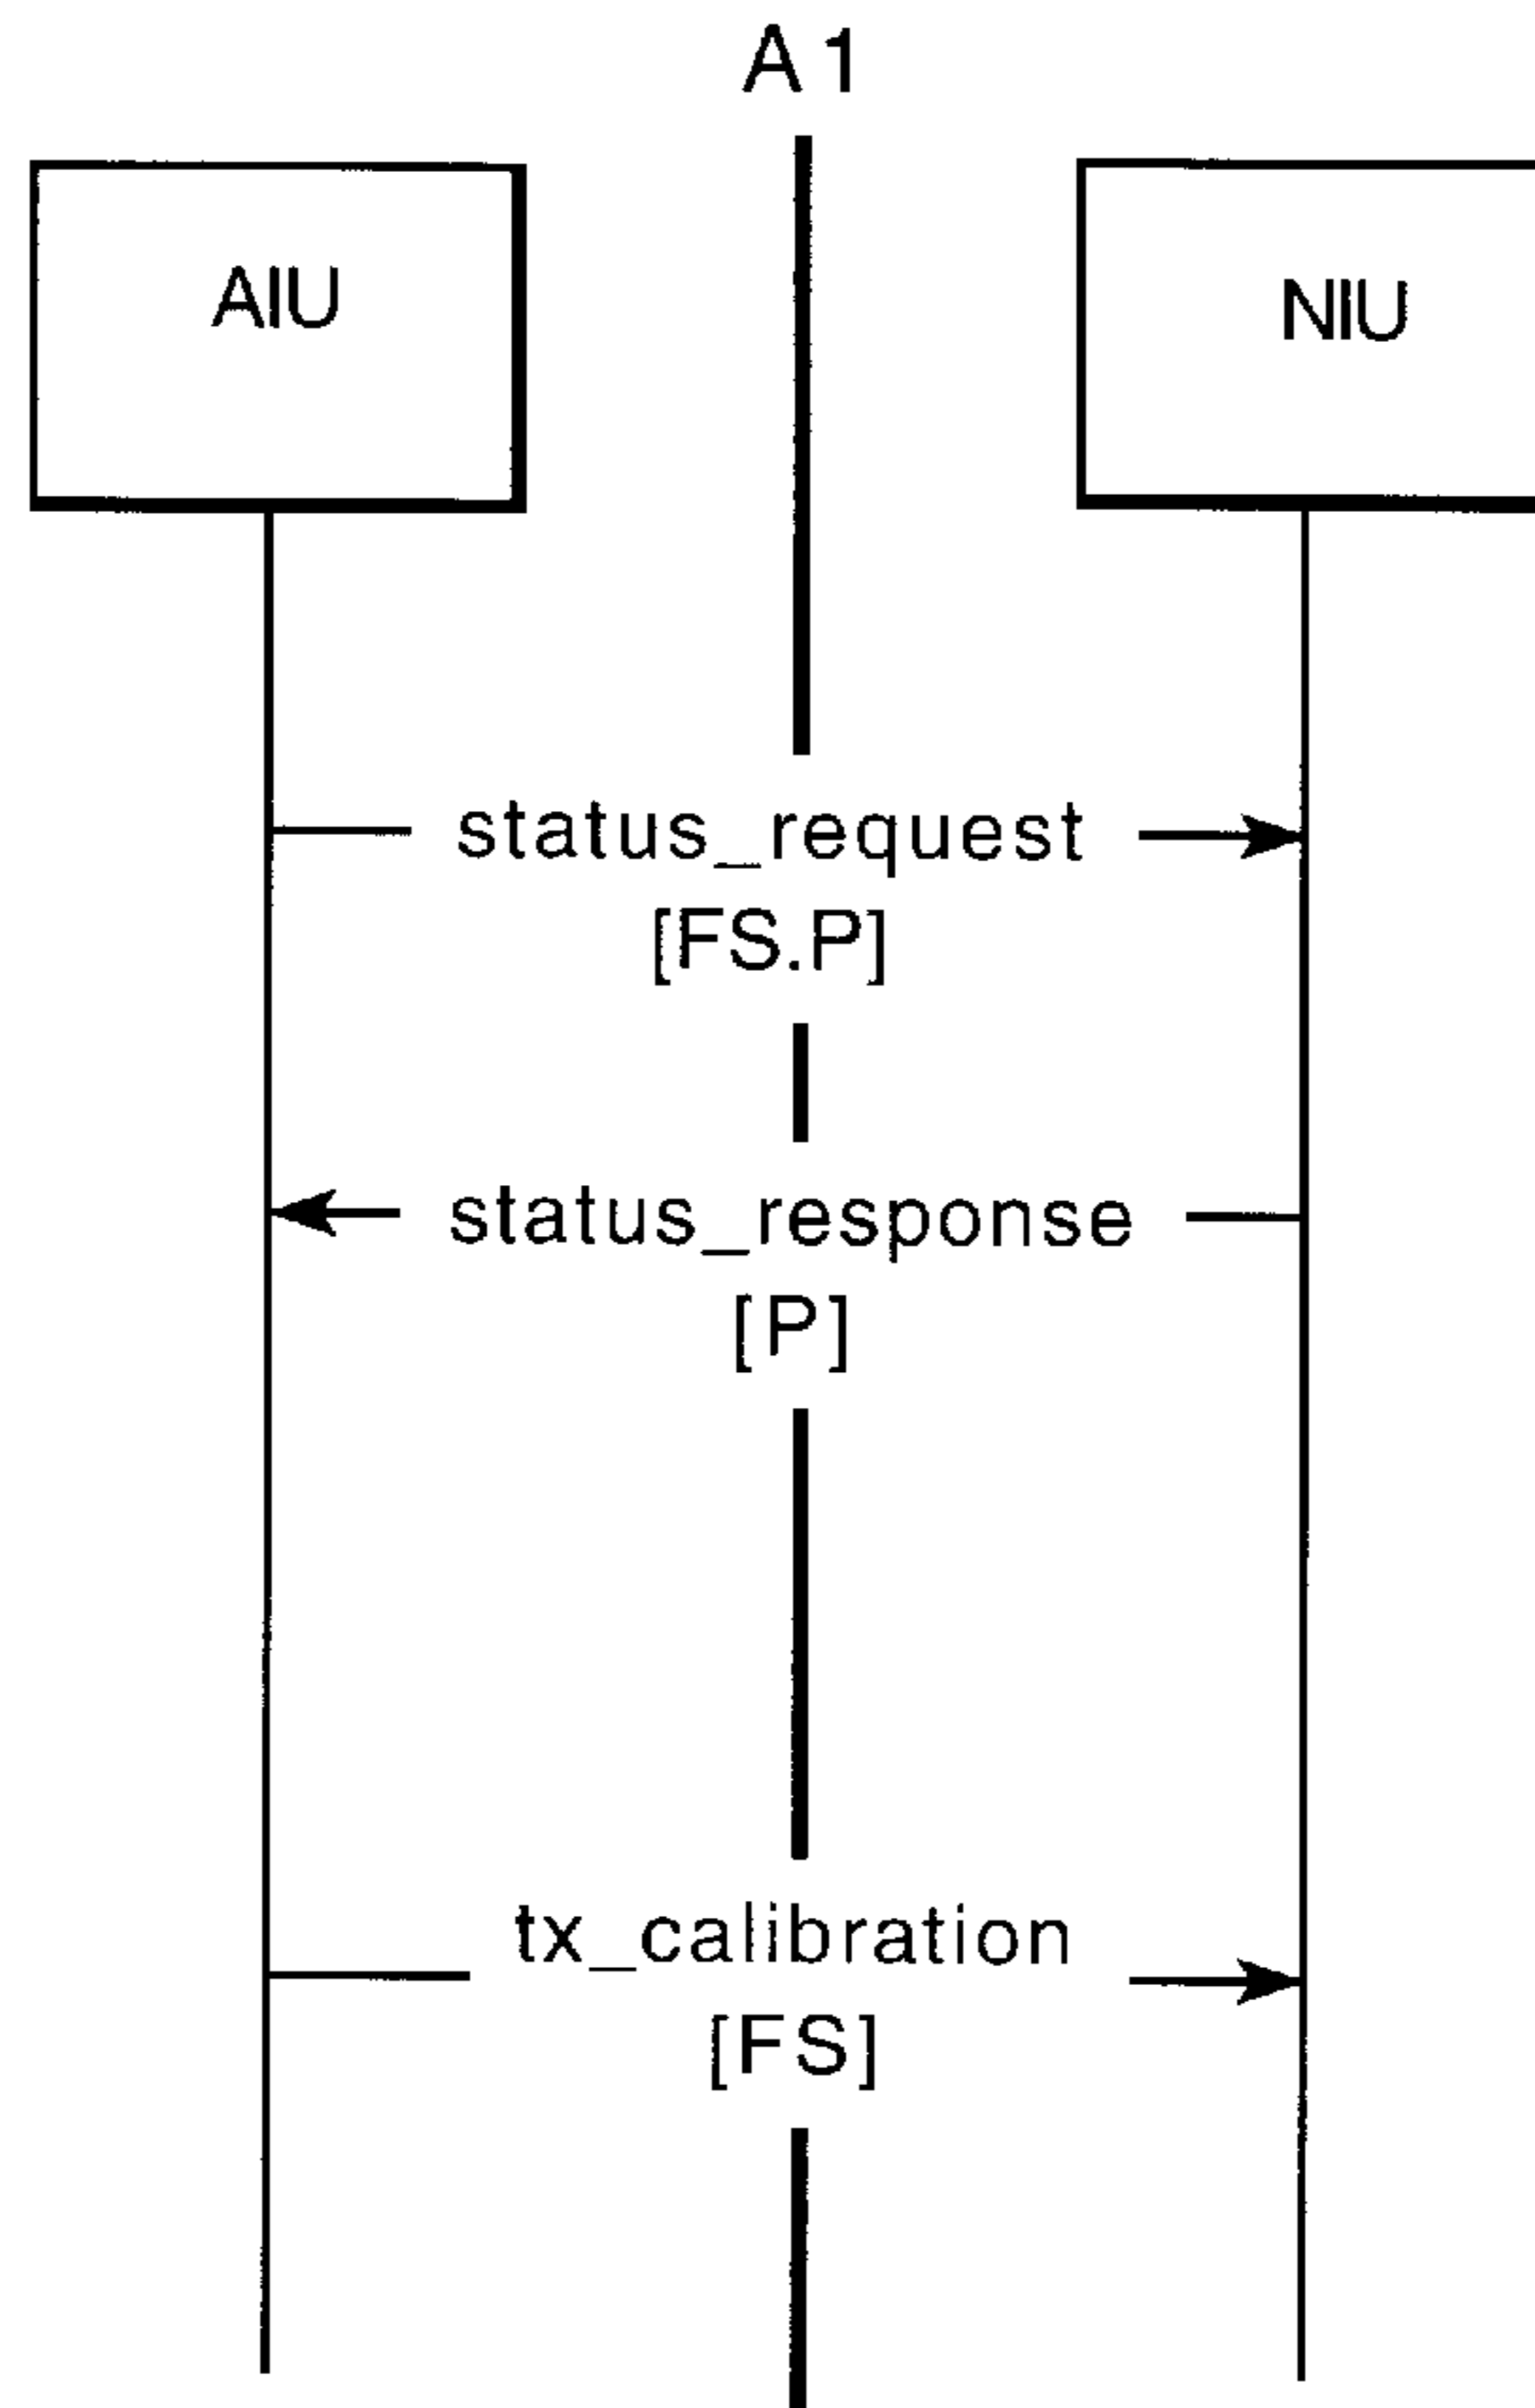 A1
AIU
NIU
status_request
[FS.P]
status_response
[P]
tx_calibration
[FS]